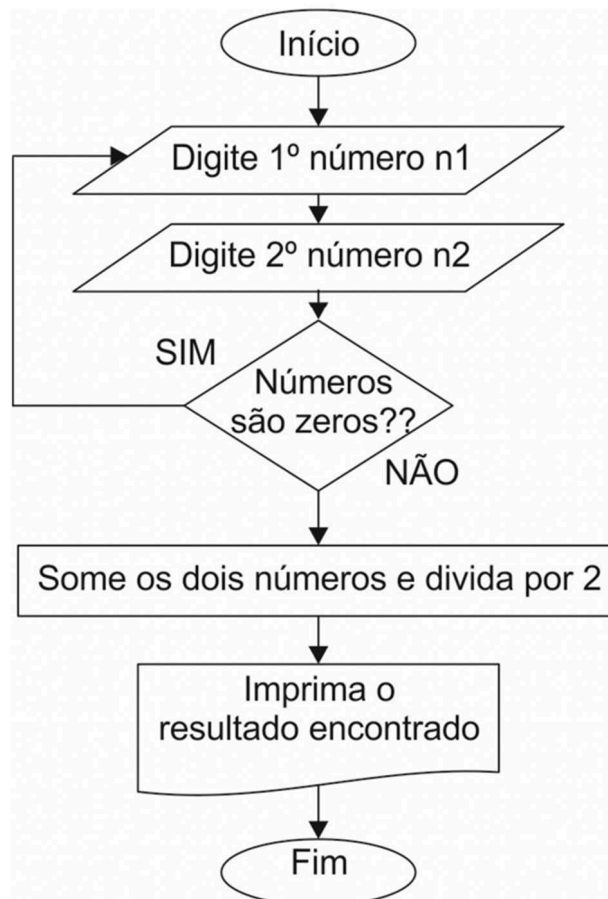 Início
Digite 1º número n1
Digite 2º número n2
SIM
Números
são zeros??
NÃO
Some os dois números e divida por 2
Imprima o
resultado encontrado
Fim